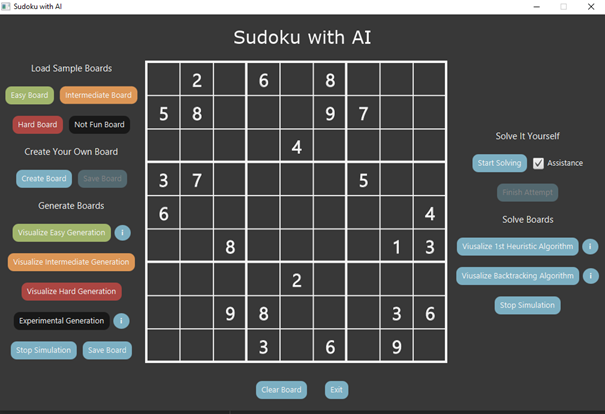 Sudoku with AI
Sudoku with AI
Load Sample Boards
Easy Board Intermediate Board
Hard Board Not Fun Board
Create Your Own Board
Create Board Save Board
Generate Boards
Visualize Easy Generation i
Visualize Intermediate Generation
Visualize Hard Generation
Experimental Generation i
Stop Simulation Save Board
2 6 8
5 8 9 7
4
3 7 5
6 4
8 1 3
2
9 8 3 6
3 6 9
Solve It Yourself
Start Solving Assistance
Finish Attempt
Solve Boards
Viusalize 1st Heuristic Algorithm i
Visualize Backtracking Algorithm i
Stop Simulation
Clear Board Exit